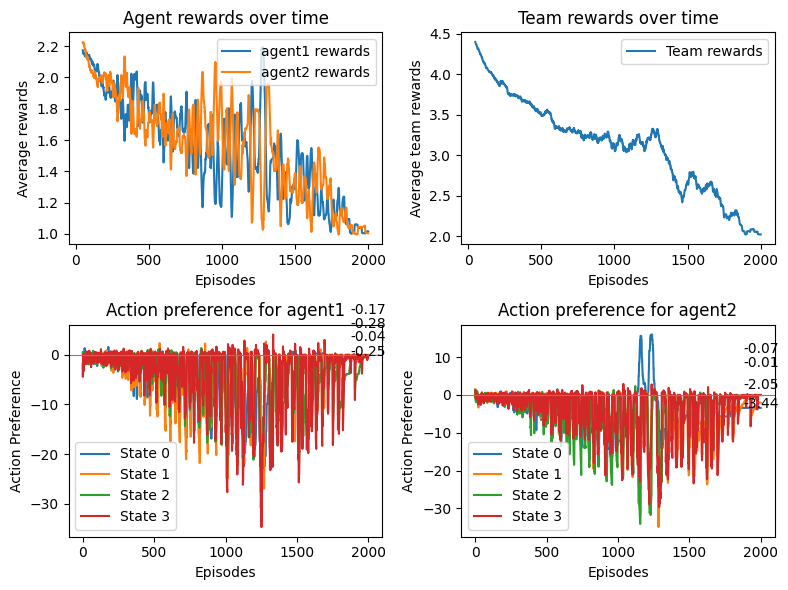 Agent rewards over time
Average rewards
2.2
2.0
1.8
1.6
1.4
1.2
1.0
agent1 rewards
agent2 rewards
0
500
1000
1500
2000
Episodes
Team rewards over time
Average team rewards
4.5
4.0
3.5
3.0
2.5
2.0
Team rewards
0
500
1000
1500
2000
Episodes
Action preference for agent1
Action Preference
0
−10
−20
−30
-0.17
-0.28
-0.04
-0.25
State 0
State 1
State 2
State 3
0
500
1000
1500
2000
Episodes
Action preference for agent2
Action Preference
10
0
−10
−20
−30
-0.07
-0.01
-2.05
-3.44
State 0
State 1
State 2
State 3
0
500
1000
1500
2000
Episodes